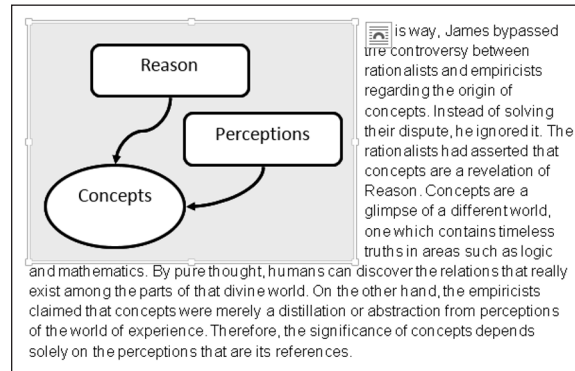 Reason
Perceptions
Concepts
is way, James bypassed
the controversy between
rationalists and empiricists
regarding the origin of
concepts. Instead of solving
their dispute, he ignored it. The
rationalists had asserted that
concepts are a revelation of
Reason. Concepts are a
glimpse of a different world,
one which contains timeless
truths in areas such as logic
and mathematics. By pure thought, humans can discover the relations that really
exist among the parts of that divine world. On the other hand, the empiricists
claimed that concepts were merely a distillation or abstraction from perceptions
of the world of experience. Therefore, the significance of concepts depends
solely on the perceptions that are its references.